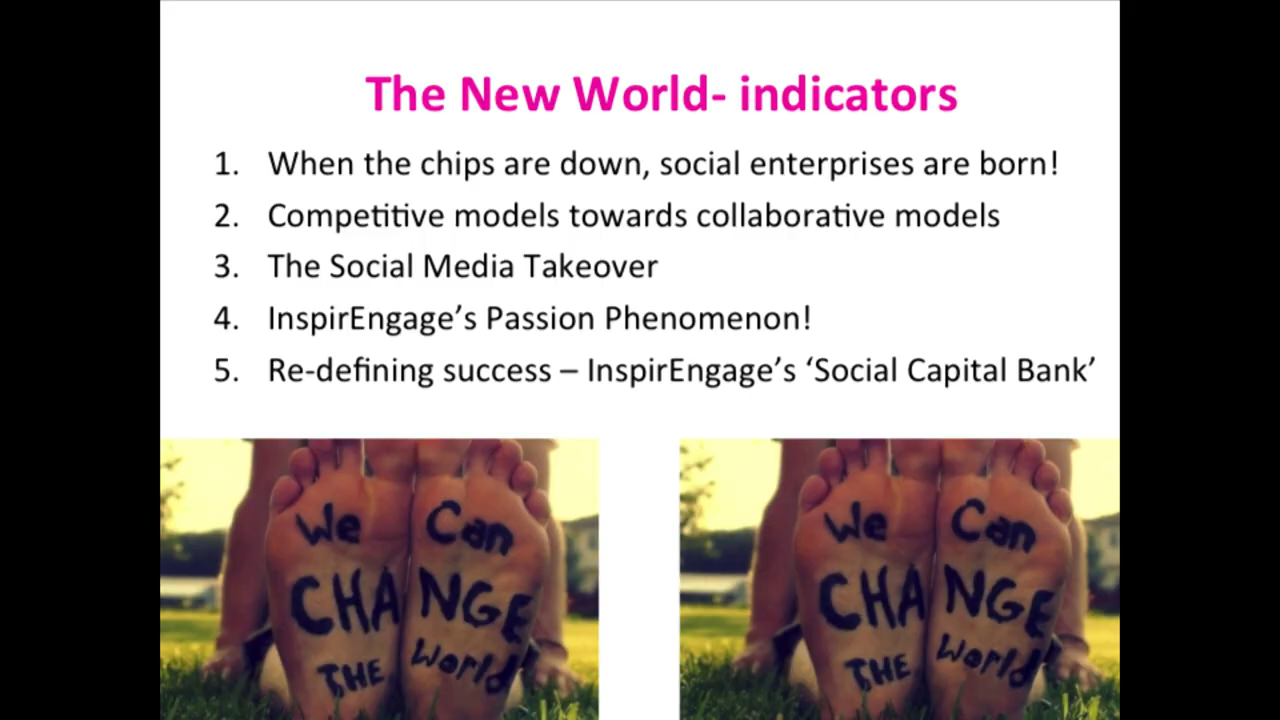 The New World- indicators
1. When the chips are down, social enterprises are born!
2. Competitive models towards collaborative models
3. The Social Media Takeover
4. InspirEngage’s Passion Phenomenon!
5. Re-defining success – InspirEngage’s ‘Social Capital Bank’
We Can
CHANGE
THE World
We Can
CHANGE
THE World